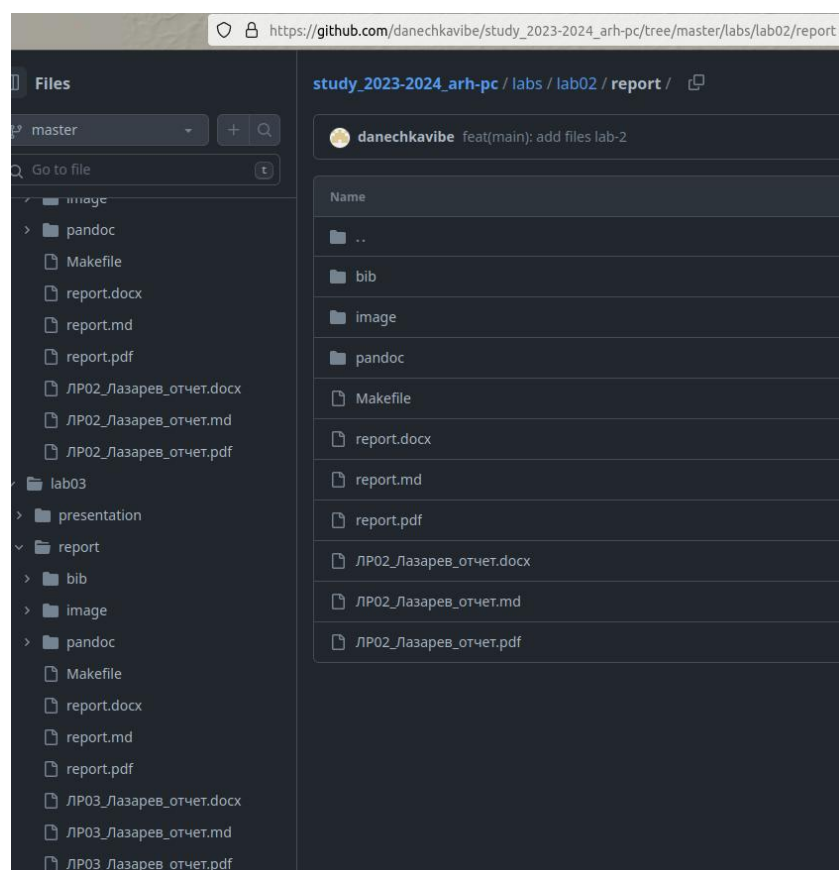 https://github.com/danechkavibe/study_2023-2024_arh-pc/tree/master/labs/lab02/report
Files
master
Go to file
t
image
pandoc
Makefile
report.docx
report.md
report.pdf
ЛР02_Лазарев_отчет.docx
ЛР02_Лазарев_отчет.md
ЛР02_Лазарев_отчет.pdf
lab03
presentation
report
bib
image
pandoc
Makefile
report.docx
report.md
report.pdf
ЛР03_Лазарев_отчет.docx
ЛР03_Лазарев_отчет.md
ЛР03_Лазарев_отчет.pdf
study_2023-2024_arh-pc / labs / lab02 / report /
danechkavibe feat(main): add files lab-2
Name
..
bib
image
pandoc
Makefile
report.docx
report.md
report.pdf
ЛР02_Лазарев_отчет.docx
ЛР02_Лазарев_отчет.md
ЛР02_Лазарев_отчет.pdf